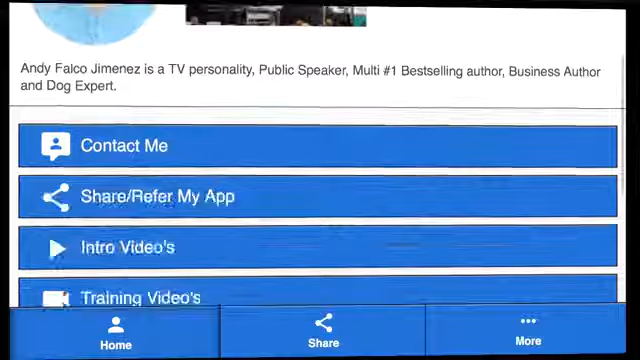 Andy Falco Jimenez is a TV personality, Public Speaker, Multi #1 Bestselling author, Business Author
and Dog Expert.
Contact Me
Share/Refer My App
Intro Video's
Training Video's
Home
Share
More